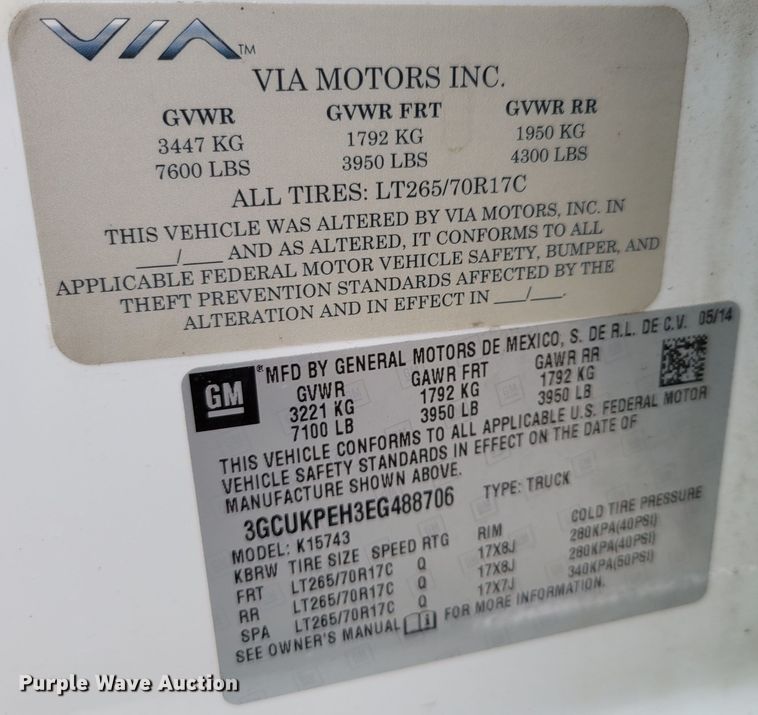 VIA™
VIA MOTORS INC.
GVWR GVWR FRT GVWR RR
3447 KG 1792 KG 1950 KG
7600 LBS 3950 LBS 4300 LBS
ALL TIRES: LT265/70R17C
THIS VEHICLE WAS ALTERED BY VIA MOTORS, INC. IN
___/___ AND AS ALTERED, IT CONFORMS TO ALL
APPLICABLE FEDERAL MOTOR VEHICLE SAFETY, BUMPER, AND
THEFT PREVENTION STANDARDS AFFECTED BY THE
ALTERATION AND IN EFFECT IN ___/___.
GM ® MFD BY GENERAL MOTORS DE MEXICO, S. DE R.L. DE C.V. 05/14
GVWR GAWR FRT GAWR RR
3221 KG 1792 KG 1792 KG
7100 LB 3950 LB 3950 LB
THIS VEHICLE CONFORMS TO ALL APPLICABLE U.S. FEDERAL MOTOR
VEHICLE SAFETY STANDARDS IN EFFECT ON THE DATE OF
MANUFACTURE SHOWN ABOVE.
3GCUKPEH3EG488706 TYPE: TRUCK
MODEL: K15743
KBRW TIRE SIZE SPEED RTG RIM COLD TIRE PRESSURE
FRT LT265/70R17C Q 17X8J 280KPA(40PSI)
RR LT265/70R17C Q 17X8J 280KPA(40PSI)
SPA LT265/70R17C Q 17X7J 340KPA(50PSI)
SEE OWNER'S MANUAL i FOR MORE INFORMATION.
Purple Wave Auction